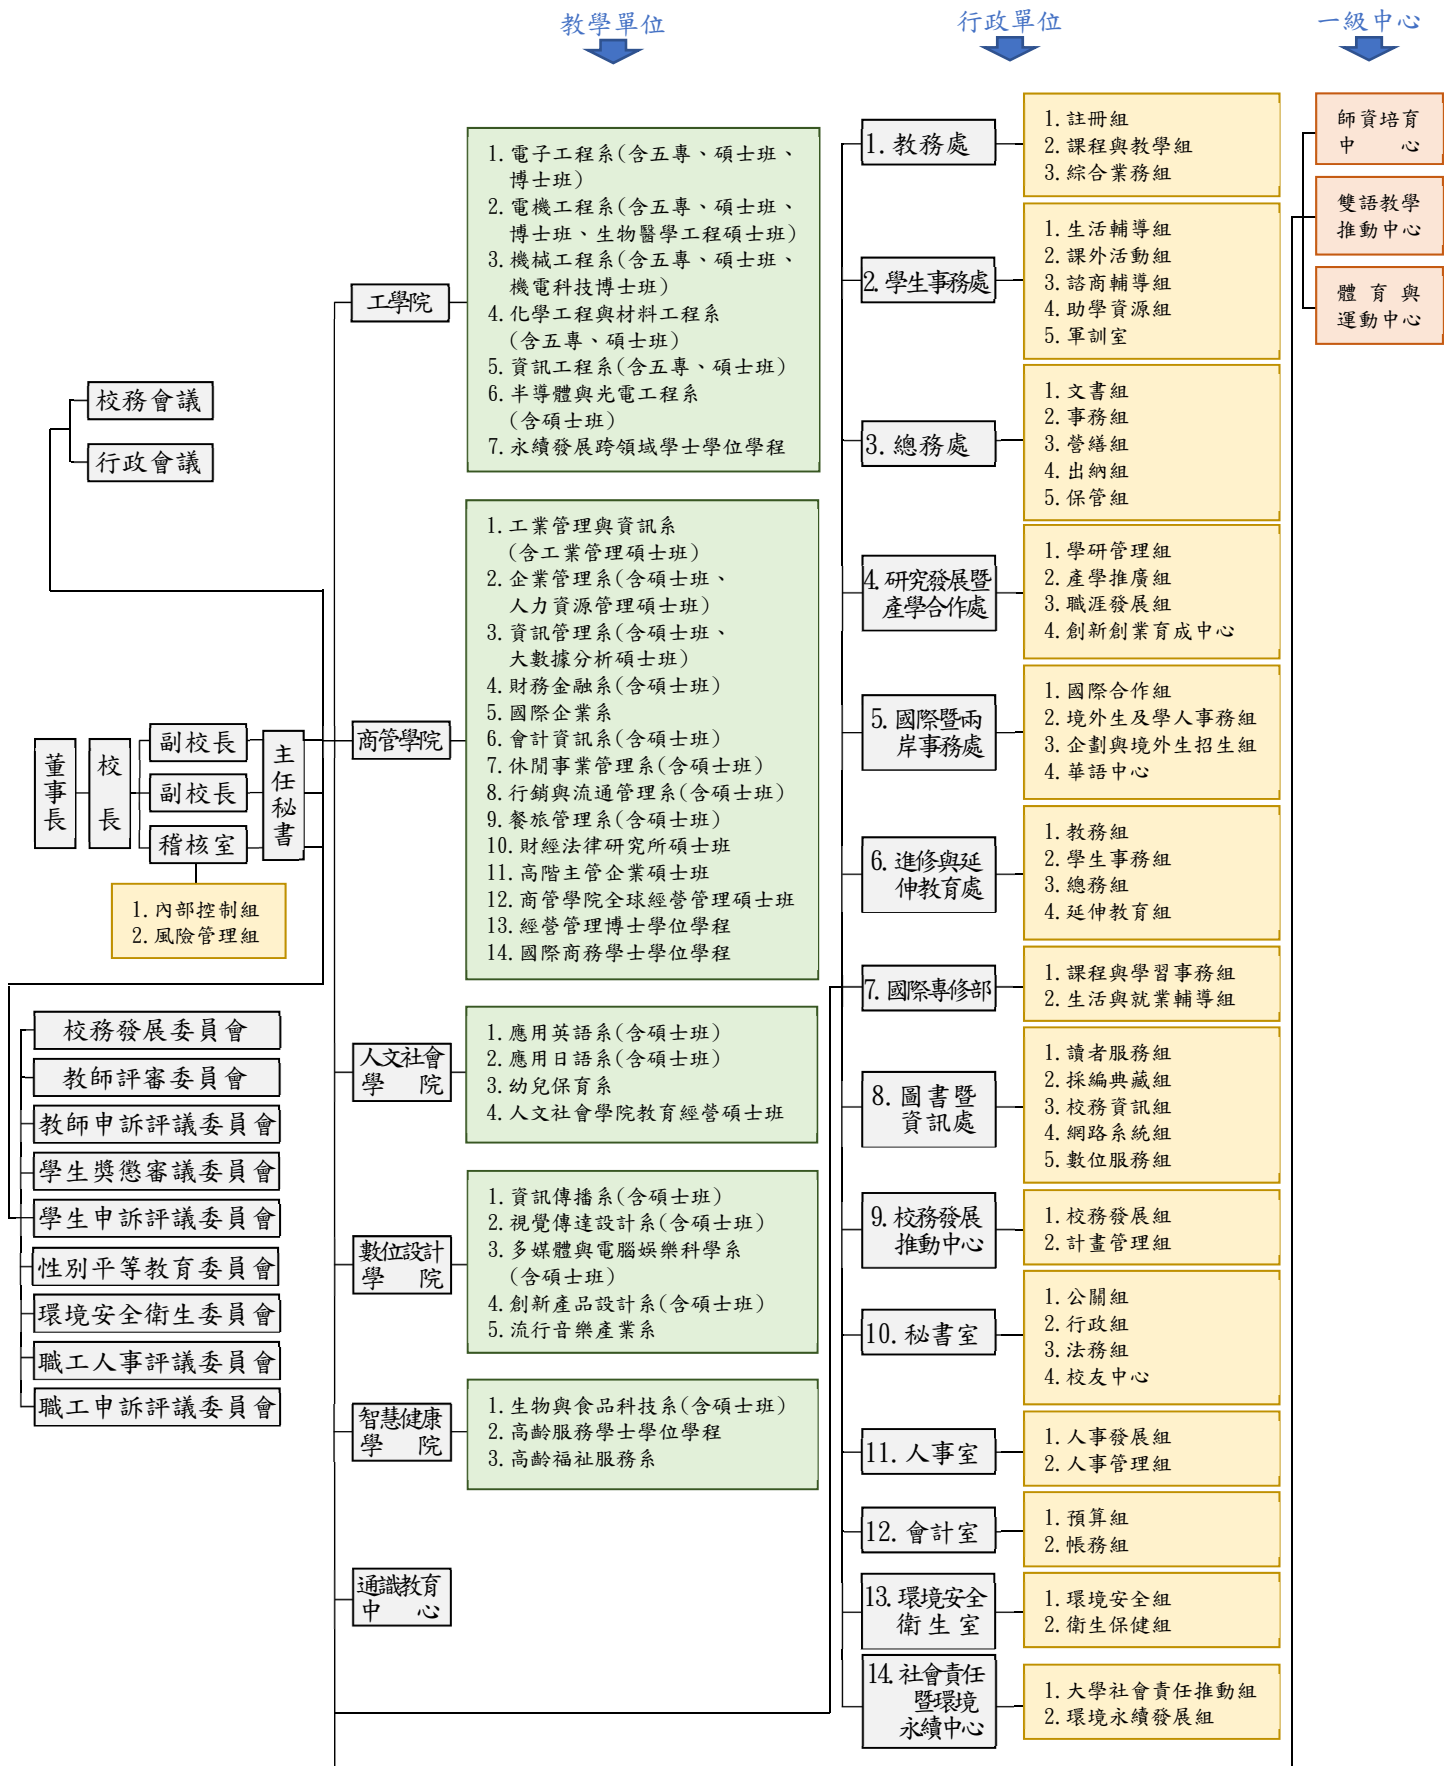 教學單位
行政單位
一級中心
校務會議
行政會議
董事長
校長
副校長
副校長
稽核室
主任秘書
1.內部控制組
2.風險管理組
校務發展委員會
教師評審委員會
教師申訴評議委員會
學生獎懲審議委員會
學生申訴評議委員會
性別平等教育委員會
環境安全衛生委員會
職工人事評議委員會
職工申訴評議委員會
工學院
1.電子工程系(含五專、碩士班、
博士班)
2.電機工程系(含五專、碩士班、
博士班、生物醫學工程碩士班)
3.機械工程系(含五專、碩士班、
機電科技博士班)
4.化學工程與材料工程系
(含五專、碩士班)
5.資訊工程系(含五專、碩士班)
6.半導體與光電工程系
(含碩士班)
7.永續發展跨領域學士學位學程
商管學院
1.工業管理與資訊系
(含工業管理碩士班)
2.企業管理系(含碩士班、
人力資源管理碩士班)
3.資訊管理系(含碩士班、
大數據分析碩士班)
4.財務金融系(含碩士班)
5.國際企業系
6.會計資訊系(含碩士班)
7.休閒事業管理系(含碩士班)
8.行銷與流通管理系(含碩士班)
9.餐旅管理系(含碩士班)
10.財經法律研究所碩士班
11.高階主管企業碩士班
12.商管學院全球經營管理碩士班
13.經營管理博士學位學程
14.國際商務學士學位學程
人文社會
學 院
1.應用英語系(含碩士班)
2.應用日語系(含碩士班)
3.幼兒保育系
4.人文社會學院教育經營碩士班
數位設計
學 院
1.資訊傳播系(含碩士班)
2.視覺傳達設計系(含碩士班)
3.多媒體與電腦娛樂科學系
(含碩士班)
4.創新產品設計系(含碩士班)
5.流行音樂產業系
智慧健康
學 院
1.生物與食品科技系(含碩士班)
2.高齡服務學士學位學程
3.高齡福祉服務系
通識教育
中 心
1.教務處
1.註冊組
2.課程與教學組
3.綜合業務組
2.學生事務處
1.生活輔導組
2.課外活動組
3.諮商輔導組
4.助學資源組
5.軍訓室
3.總務處
1.文書組
2.事務組
3.營繕組
4.出納組
5.保管組
4.研究發展暨
產學合作處
1.學研管理組
2.產學推廣組
3.職涯發展組
4.創新創業育成中心
5.國際暨兩
岸事務處
1.國際合作組
2.境外生及學人事務組
3.企劃與境外生招生組
4.華語中心
6.進修與延
伸教育處
1.教務組
2.學生事務組
3.總務組
4.延伸教育組
7.國際專修部
1.課程與學習事務組
2.生活與就業輔導組
8.圖書暨
資訊處
1.讀者服務組
2.採編典藏組
3.校務資訊組
4.網路系統組
5.數位服務組
9.校務發展
推動中心
1.校務發展組
2.計畫管理組
10.秘書室
1.公關組
2.行政組
3.法務組
4.校友中心
11.人事室
1.人事發展組
2.人事管理組
12.會計室
1.預算組
2.帳務組
13.環境安全
衛生室
1.環境安全組
2.衛生保健組
14.社會責任
暨環境
永續中心
1.大學社會責任推動組
2.環境永續發展組
師資培育
中 心
雙語教學
推動中心
體育與
運動中心